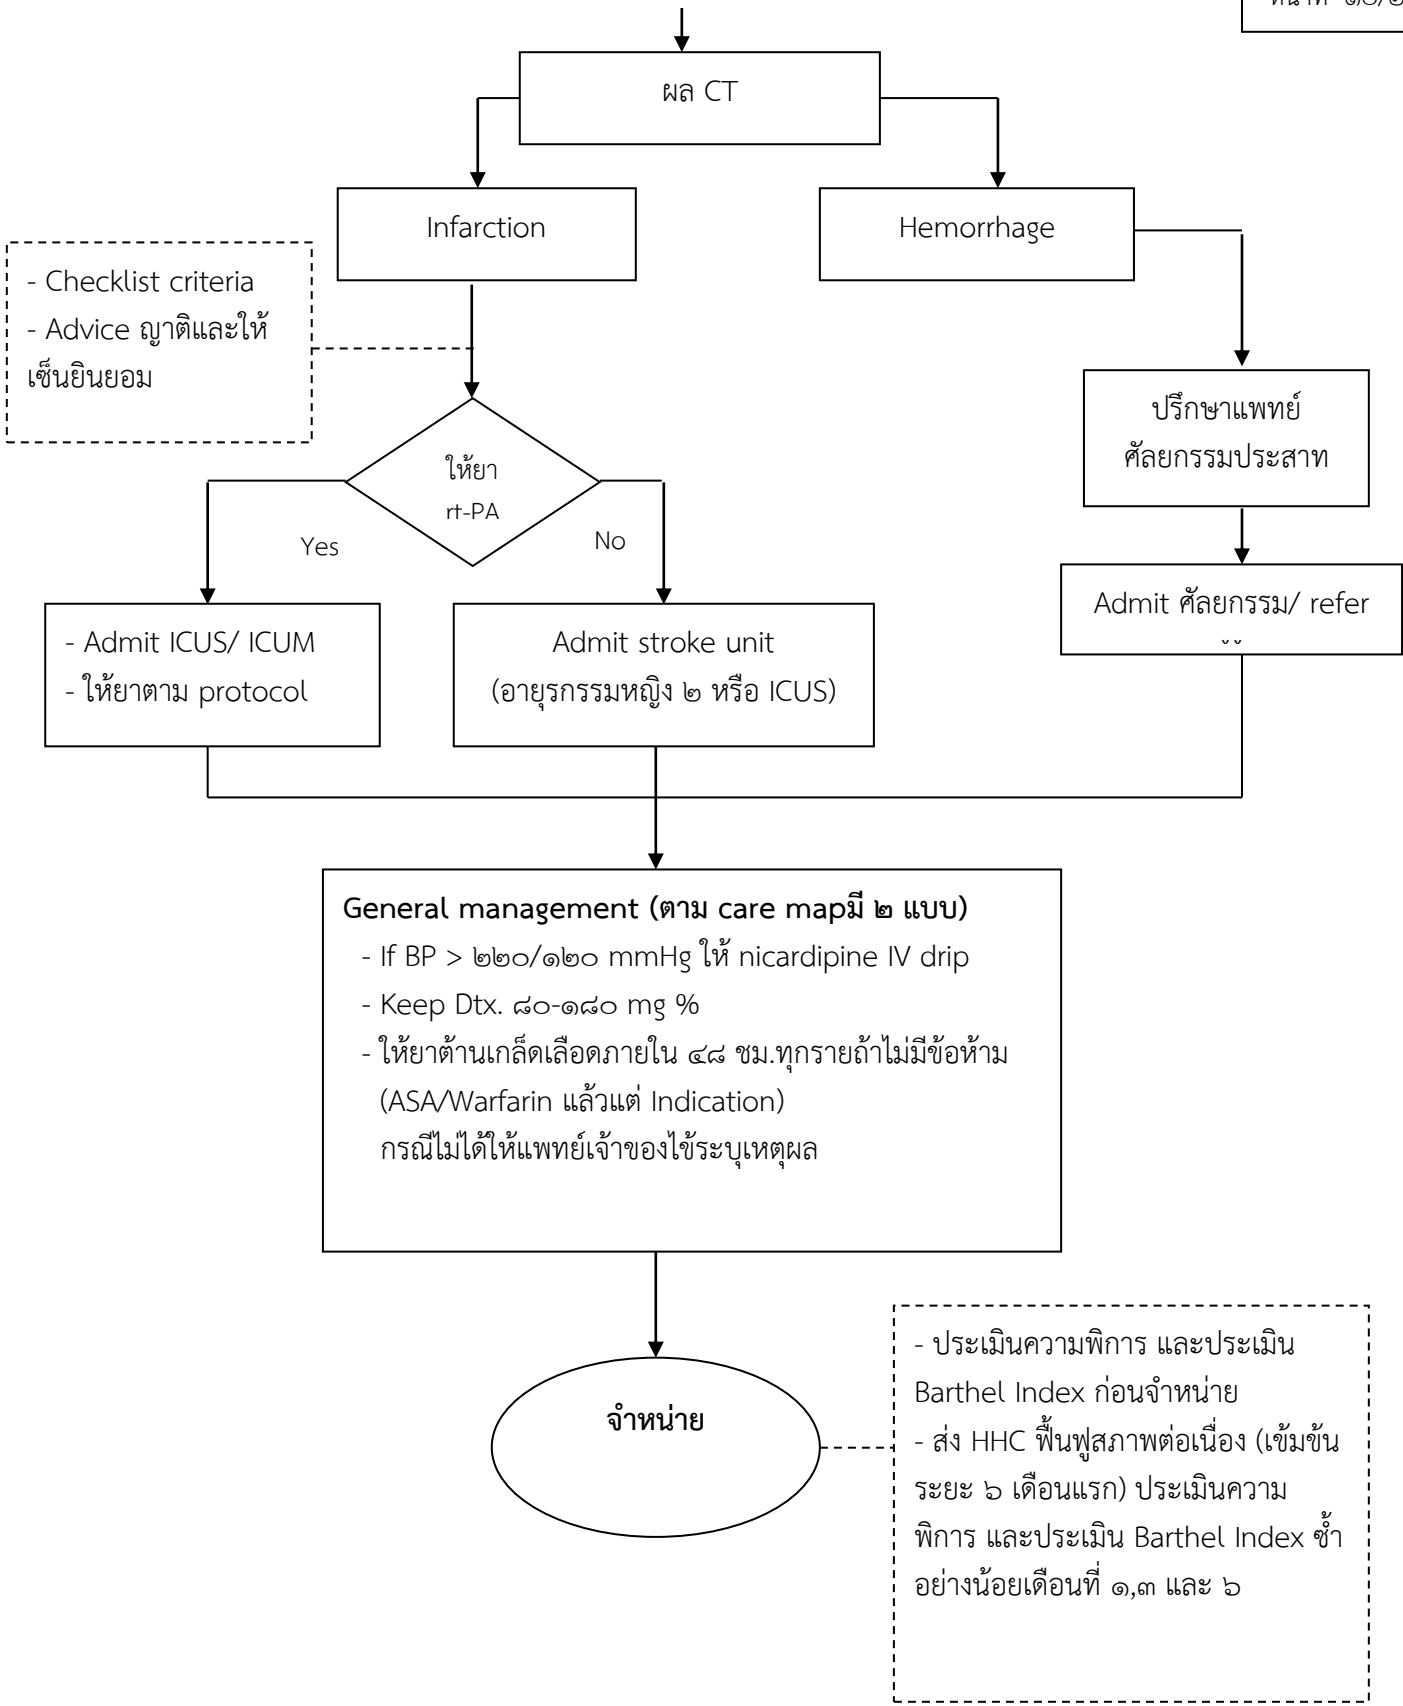 ผล CT
Infarction
Hemorrhage
- Checklist criteria
- Advice ญาติและให้
เซ็นยินยอม
ปรึกษาแพทย์
ศัลยกรรมประสาท
ให้ยา
rt-PA
Yes
No
Admit ศัลยกรรม/ refer
- Admit ICUS/ ICUM
- ให้ยาตาม protocol
Admit stroke unit
(อายุรกรรมหญิง ๒ หรือ ICUS)
General management (ตาม care mapมี ๒ แบบ)
- If BP > ๒๒๐/๑๒๐ mmHg ให้ nicardipine IV drip
- Keep Dtx. ๘๐-๑๘๐ mg %
- ให้ยาต้านเกล็ดเลือดภายใน ๔๘ ชม.ทุกรายถ้าไม่มีข้อห้าม
(ASA/Warfarin แล้วแต่ Indication)
กรณีไม่ได้ให้แพทย์เจ้าของไข้ระบุเหตุผล
จำหน่าย
- ประเมินความพิการ และประเมิน
Barthel Index ก่อนจำหน่าย
- ส่ง HHC ฟื้นฟูสภาพต่อเนื่อง (เข้มข้น
ระยะ ๖ เดือนแรก) ประเมินความ
พิการ และประเมิน Barthel Index ซ้ำ
อย่างน้อยเดือนที่ ๑,๓ และ ๖